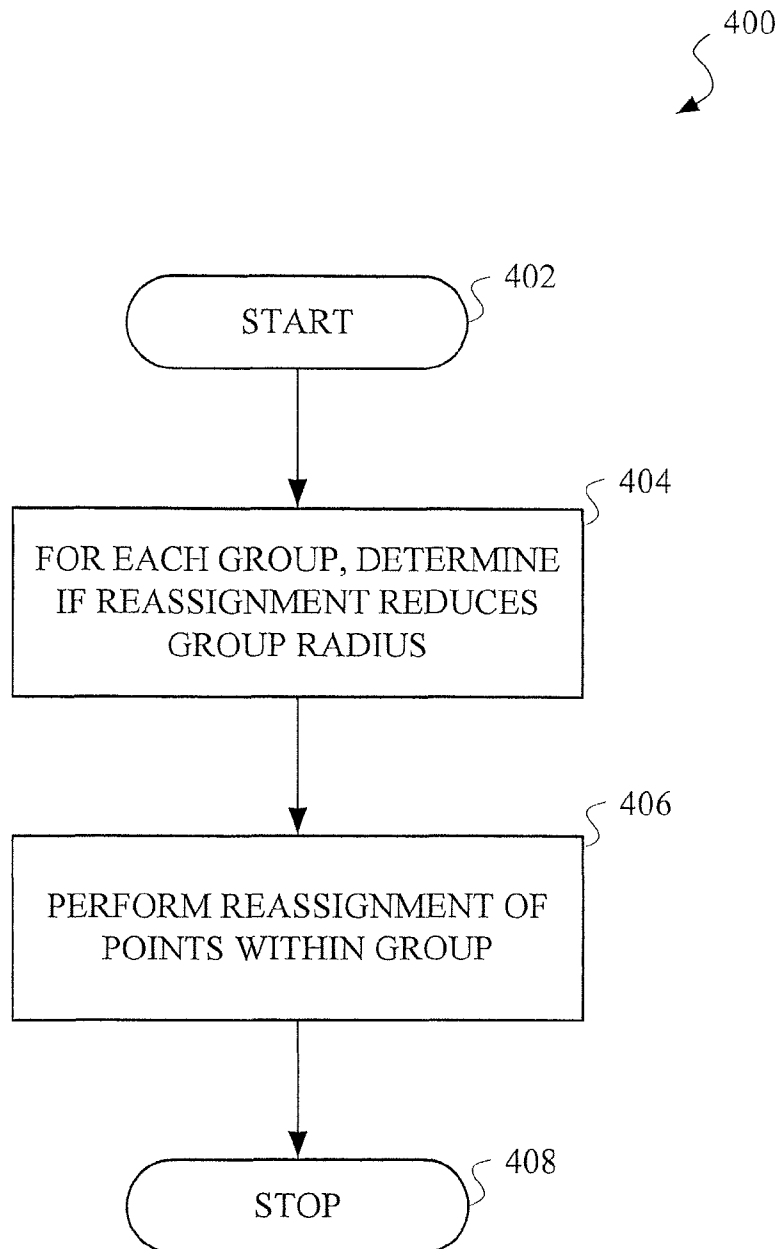 400
402
START
404
FOR EACH GROUP, DETERMINE
IF REASSIGNMENT REDUCES
GROUP RADIUS
406
PERFORM REASSIGNMENT OF
POINTS WITHIN GROUP
408
STOP